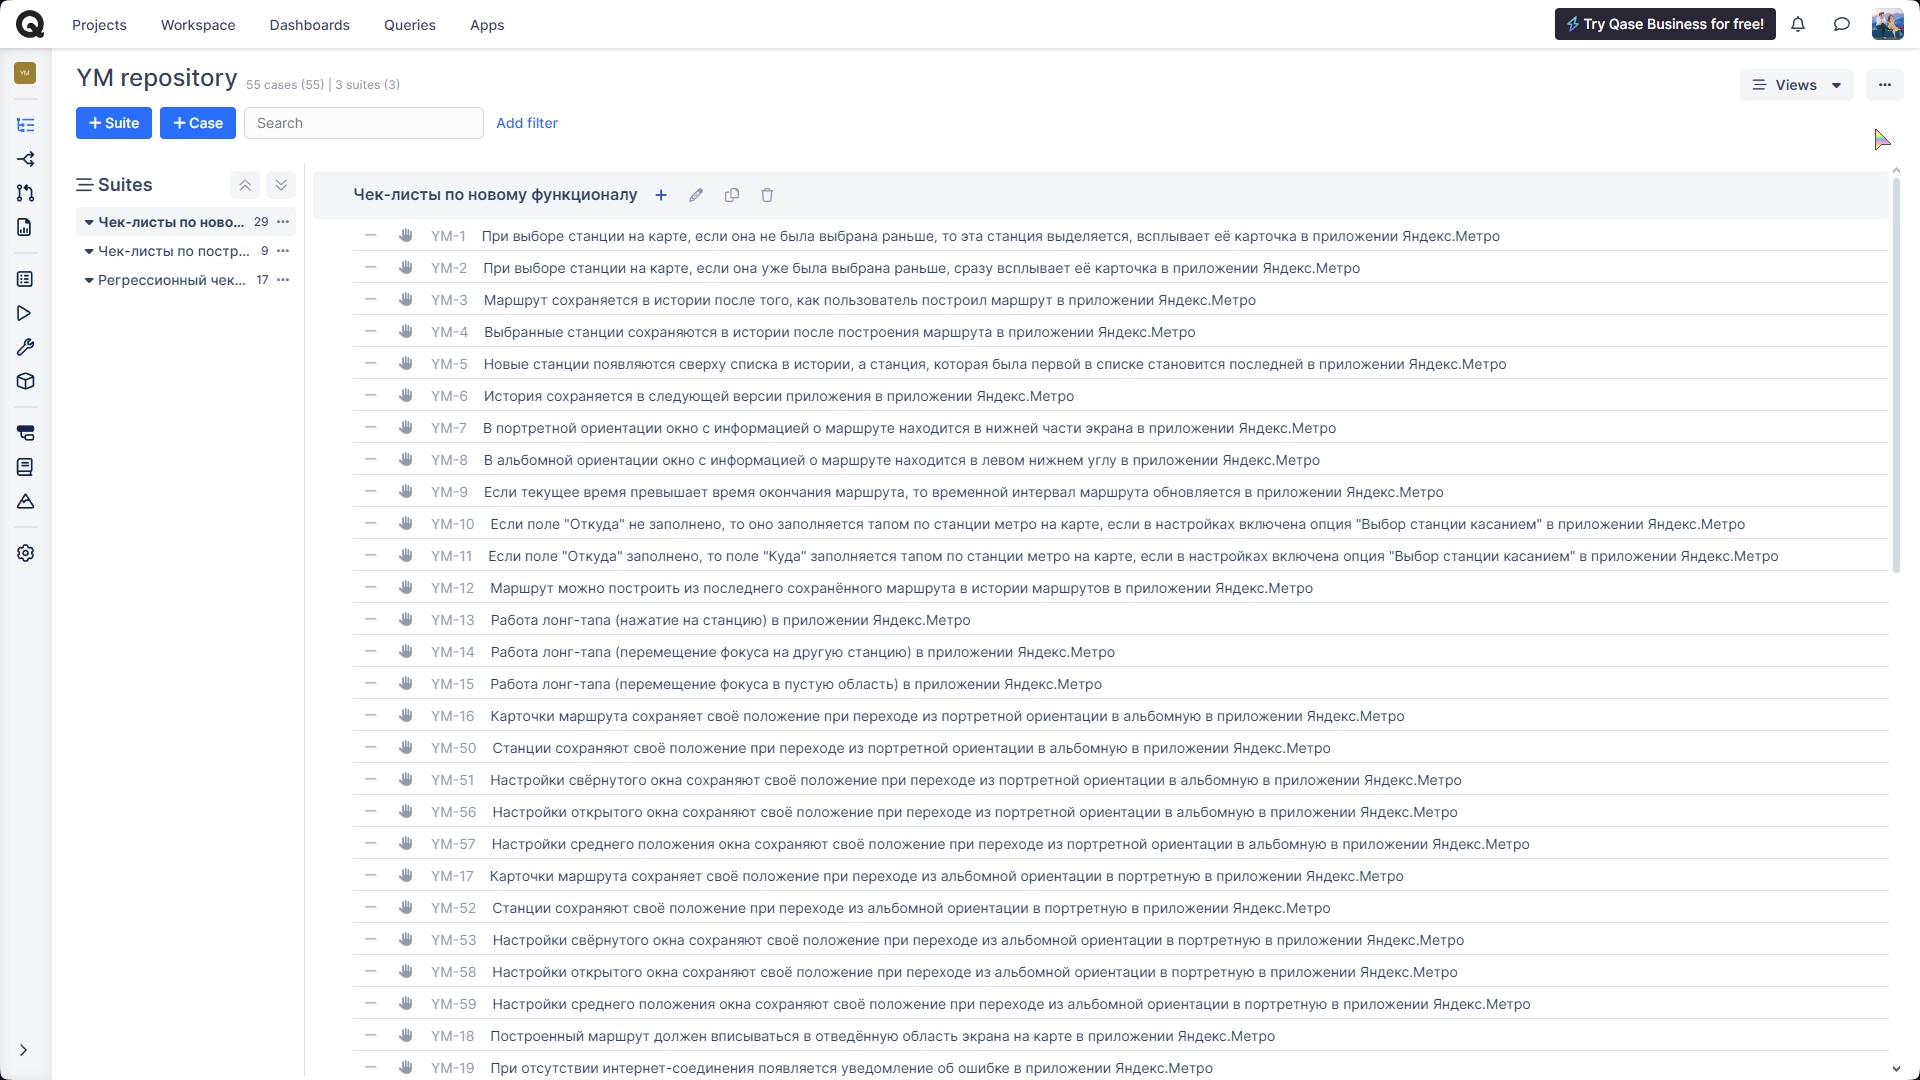 Projects Workspace Dashboards Queries Apps Try Qase Business for free!
YM
YM repository 55 cases (55) | 3 suites (3)
Views
+ Suite + Case Search Add filter
Suites
Чек-листы по ново... 29
Чек-листы по постр... 9
Регрессионный чек... 17
Чек-листы по новому функционалу
YM-1 При выборе станции на карте, если она не была выбрана раньше, то эта станция выделяется, всплывает её карточка в приложении Яндекс.Метро
YM-2 При выборе станции на карте, если она уже была выбрана раньше, сразу всплывает её карточка в приложении Яндекс.Метро
YM-3 Маршрут сохраняется в истории после того, как пользователь построил маршрут в приложении Яндекс.Метро
YM-4 Выбранные станции сохраняются в истории после построения маршрута в приложении Яндекс.Метро
YM-5 Новые станции появляются сверху списка в истории, а станция, которая была первой в списке становится последней в приложении Яндекс.Метро
YM-6 История сохраняется в следующей версии приложения в приложении Яндекс.Метро
YM-7 В портретной ориентации окно с информацией о маршруте находится в нижней части экрана в приложении Яндекс.Метро
YM-8 В альбомной ориентации окно с информацией о маршруте находится в левом нижнем углу в приложении Яндекс.Метро
YM-9 Если текущее время превышает время окончания маршрута, то временной интервал маршрута обновляется в приложении Яндекс.Метро
YM-10 Если поле "Откуда" не заполнено, то оно заполняется тапом по станции метро на карте, если в настройках включена опция "Выбор станции касанием" в приложении Яндекс.Метро
YM-11 Если поле "Откуда" заполнено, то поле "Куда" заполняется тапом по станции метро на карте, если в настройках включена опция "Выбор станции касанием" в приложении Яндекс.Метро
YM-12 Маршрут можно построить из последнего сохранённого маршрута в истории маршрутов в приложении Яндекс.Метро
YM-13 Работа лонг-тапа (нажатие на станцию) в приложении Яндекс.Метро
YM-14 Работа лонг-тапа (перемещение фокуса на другую станцию) в приложении Яндекс.Метро
YM-15 Работа лонг-тапа (перемещение фокуса в пустую область) в приложении Яндекс.Метро
YM-16 Карточки маршрута сохраняет своё положение при переходе из портретной ориентации в альбомную в приложении Яндекс.Метро
YM-50 Станции сохраняют своё положение при переходе из портретной ориентации в альбомную в приложении Яндекс.Метро
YM-51 Настройки свёрнутого окна сохраняют своё положение при переходе из портретной ориентации в альбомную в приложении Яндекс.Метро
YM-56 Настройки открытого окна сохраняют своё положение при переходе из портретной ориентации в альбомную в приложении Яндекс.Метро
YM-57 Настройки среднего положения окна сохраняют своё положение при переходе из портретной ориентации в альбомную в приложении Яндекс.Метро
YM-17 Карточки маршрута сохраняет своё положение при переходе из альбомной ориентации в портретную в приложении Яндекс.Метро
YM-52 Станции сохраняют своё положение при переходе из альбомной ориентации в портретную в приложении Яндекс.Метро
YM-53 Настройки свёрнутого окна сохраняют своё положение при переходе из альбомной ориентации в портретную в приложении Яндекс.Метро
YM-58 Настройки открытого окна сохраняют своё положение при переходе из альбомной ориентации в портретную в приложении Яндекс.Метро
YM-59 Настройки среднего положения окна сохраняют своё положение при переходе из альбомной ориентации в портретную в приложении Яндекс.Метро
YM-18 Построенный маршрут должен вписываться в отведённую область экрана на карте в приложении Яндекс.Метро
YM-19 При отсутствии интернет-соединения появляется уведомление об ошибке в приложении Яндекс.Метро